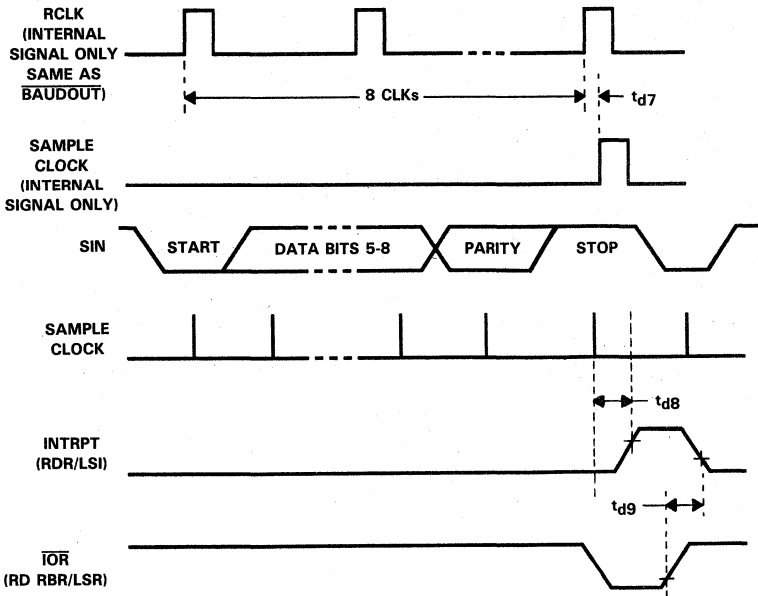 RCLK
(INTERNAL
SIGNAL ONLY
SAME AS
BAUDOUT)
8 CLKs
td7
SAMPLE
CLOCK
(INTERNAL
SIGNAL ONLY)
SIN
START
DATA BITS 5-8
PARITY
STOP
SAMPLE
CLOCK
td8
INTRPT
(RDR/LSI)
td9
IOR
(RD RBR/LSR)